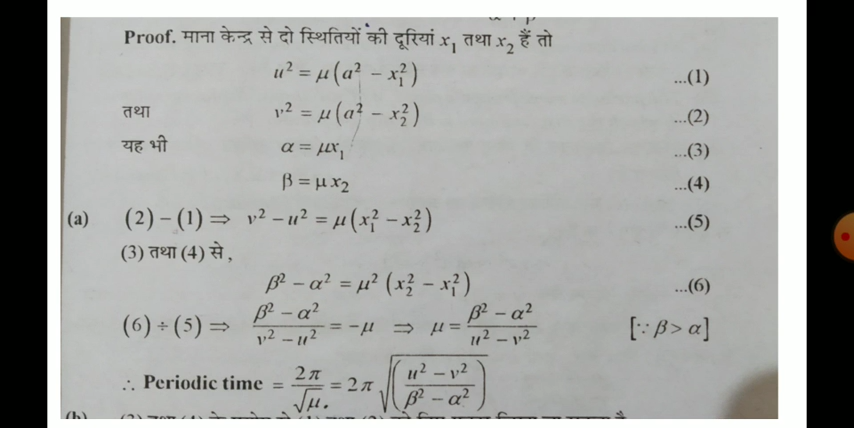 Proof. माना केन्द्र से दो स्थितियों की दूरियां x₁ तथा x₂ हैं तो
u² = μ(a² − x₁²) ...(1)
तथा v² = μ(a² − x₂²) ...(2)
यह भी α = μx₁ ...(3)
β = μ x₂ ...(4)
(a) (2) − (1) ⇒ v² − u² = μ(x₁² − x₂²) ...(5)
(3) तथा (4) से,
β² − α² = μ² (x₂² − x₁²) ...(6)
(6) ÷ (5) ⇒ (β² − α²)/(v² − u²) = −μ ⇒ μ = (β² − α²)/(u² − v²) [∵ β > α]
∴ Periodic time = 2π/√μ. = 2π √((u² − v²)/(β² − α²))